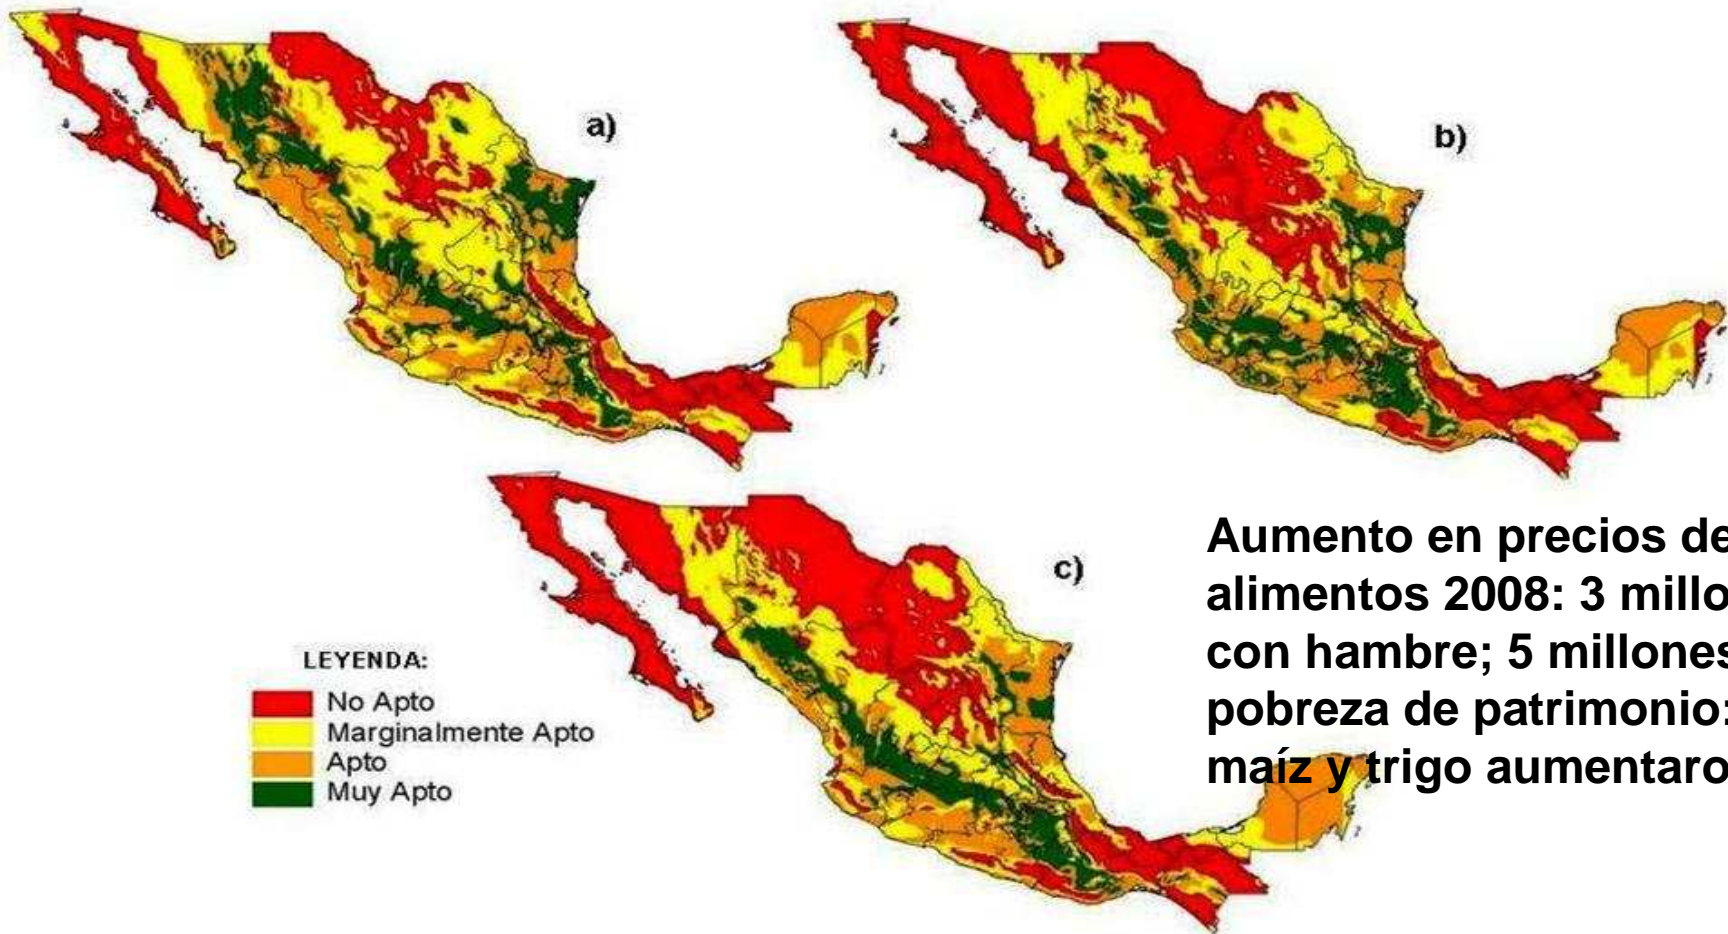 a)
b)
c)
Aumento en precios de
alimentos 2008: 3 millo
con hambre; 5 millones
pobreza de patrimonio:
maíz y trigo aumentaro
LEYENDA:
No Apto
Marginalmente Apto
Apto
Muy Apto